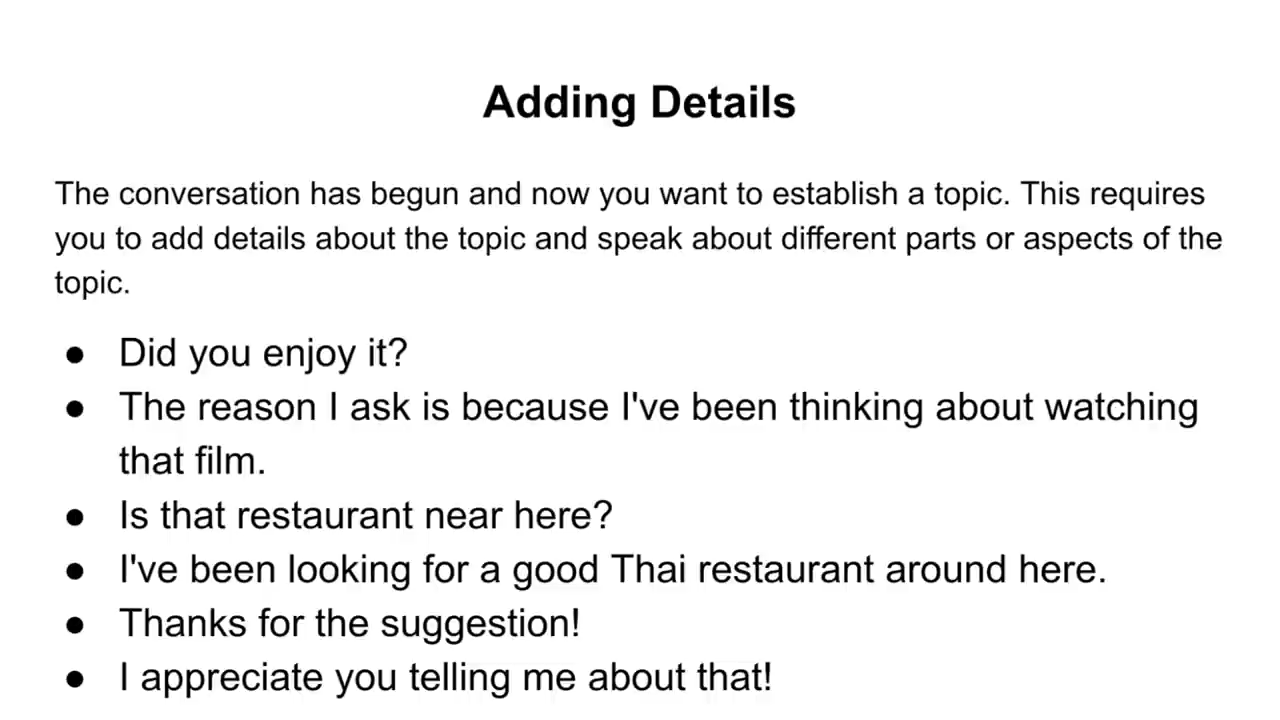 Adding Details
The conversation has begun and now you want to establish a topic. This requires
you to add details about the topic and speak about different parts or aspects of the
topic.
● Did you enjoy it?
● The reason I ask is because I've been thinking about watching
that film.
● Is that restaurant near here?
● I've been looking for a good Thai restaurant around here.
● Thanks for the suggestion!
● I appreciate you telling me about that!